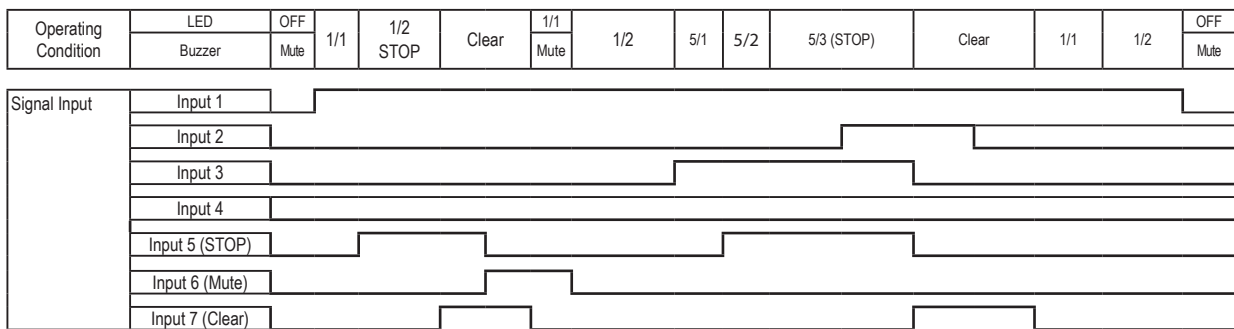 Operating
Condition
LED
OFF
1/1
1/2
STOP
Clear
1/1
1/2
5/1
5/2
5/3 (STOP)
Clear
1/1
1/2
OFF
Buzzer
Mute
Mute
Mute
Signal Input
Input 1
Input 2
Input 3
Input 4
Input 5 (STOP)
Input 6 (Mute)
Input 7 (Clear)